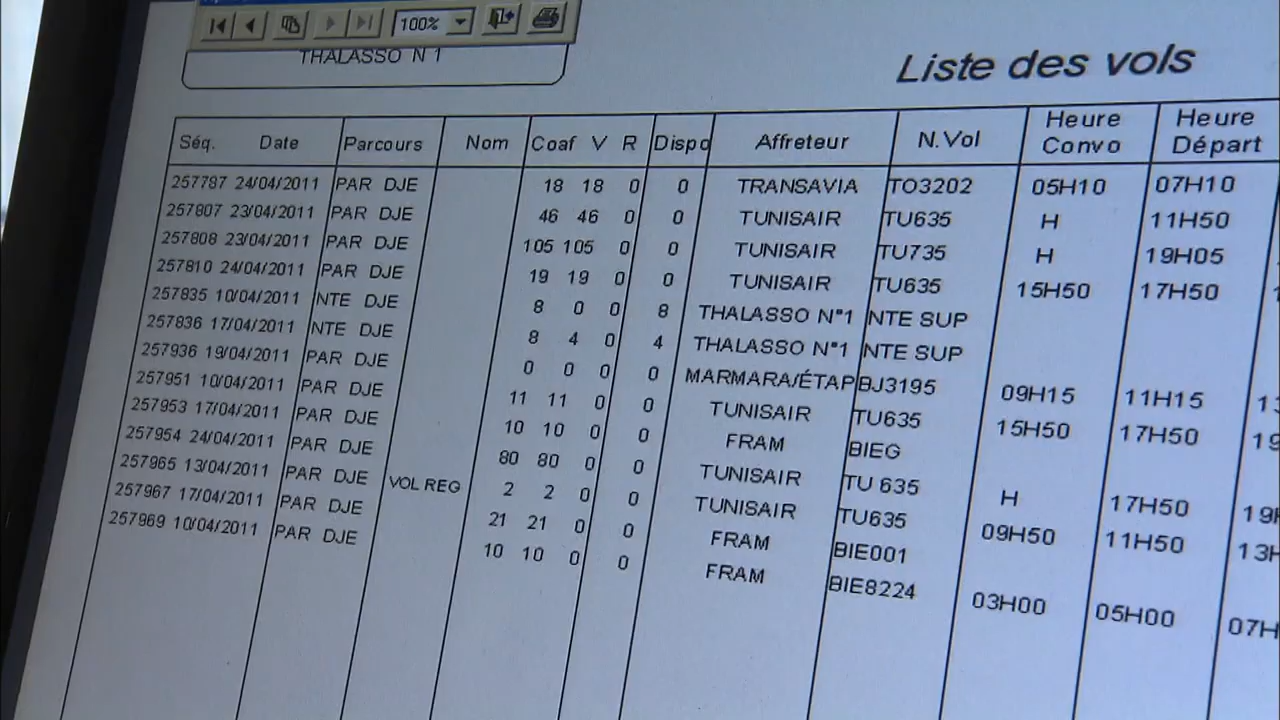 100%
THALASSO N 1
Liste des vols
Séq. Date Parcours Nom Coaf V R Dispo Affreteur N.Vol Heure Convo Heure Départ
257787 24/04/2011 PAR DJE 18 18 0 0 TRANSAVIA TO3202 05H10 07H10
257807 23/04/2011 PAR DJE 46 46 0 0 TUNISAIR TU635 H 11H50
257808 23/04/2011 PAR DJE 105 105 0 0 TUNISAIR TU735 H 19H05
257810 24/04/2011 PAR DJE 19 19 0 0 TUNISAIR TU635 15H50 17H50
257835 10/04/2011 NTE DJE 8 0 0 8 THALASSO N°1 NTE SUP
257836 17/04/2011 NTE DJE 8 4 0 4 THALASSO N°1 NTE SUP
257936 19/04/2011 PAR DJE 0 0 0 0 MARMARA/ÉTAP BJ3195 09H15 11H15
257951 10/04/2011 PAR DJE 11 11 0 0 TUNISAIR TU635 15H50 17H50
257953 17/04/2011 PAR DJE 10 10 0 0 FRAM BIEG
257954 24/04/2011 PAR DJE 80 80 0 0 TUNISAIR TU 635 H 17H50 19H
257965 13/04/2011 PAR DJE VOL REG 2 2 0 0 TUNISAIR TU635 09H50 11H50 13H
257967 17/04/2011 PAR DJE 21 21 0 0 FRAM BIE001
257969 10/04/2011 PAR DJE 10 10 0 0 FRAM BIE8224 03H00 05H00 07H